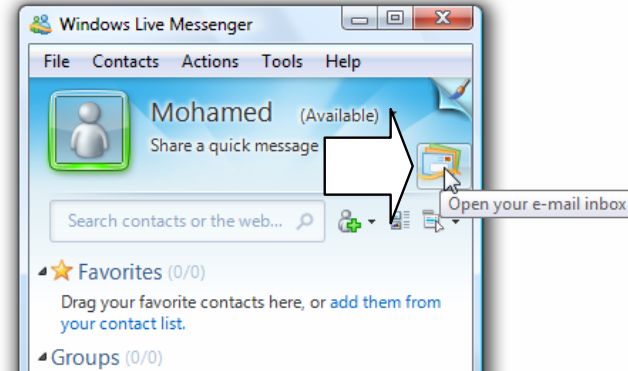 Windows Live Messenger
File Contacts Actions Tools Help
Mohamed (Available)
Share a quick message
Open your e-mail inbox
Search contacts or the web...
Favorites (0/0)
Drag your favorite contacts here, or add them from
your contact list.
Groups (0/0)